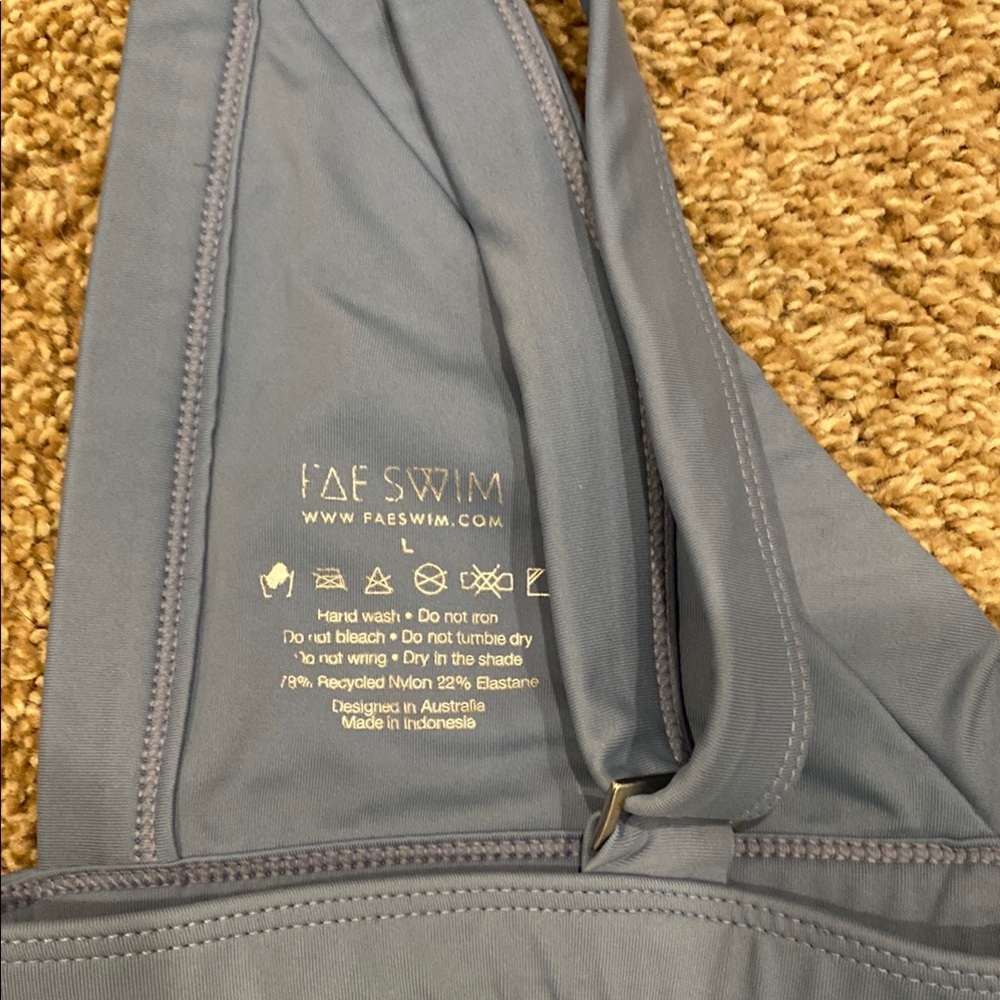 FAE SWIM
WWW FAESWIM.COM
L
Hand wash • Do not iron
Do not bleach • Do not tumble dry
Do not wring • Dry in the shade
78% Recycled Nylon 22% Elastane
Designed in Australia
Made in Indonesia